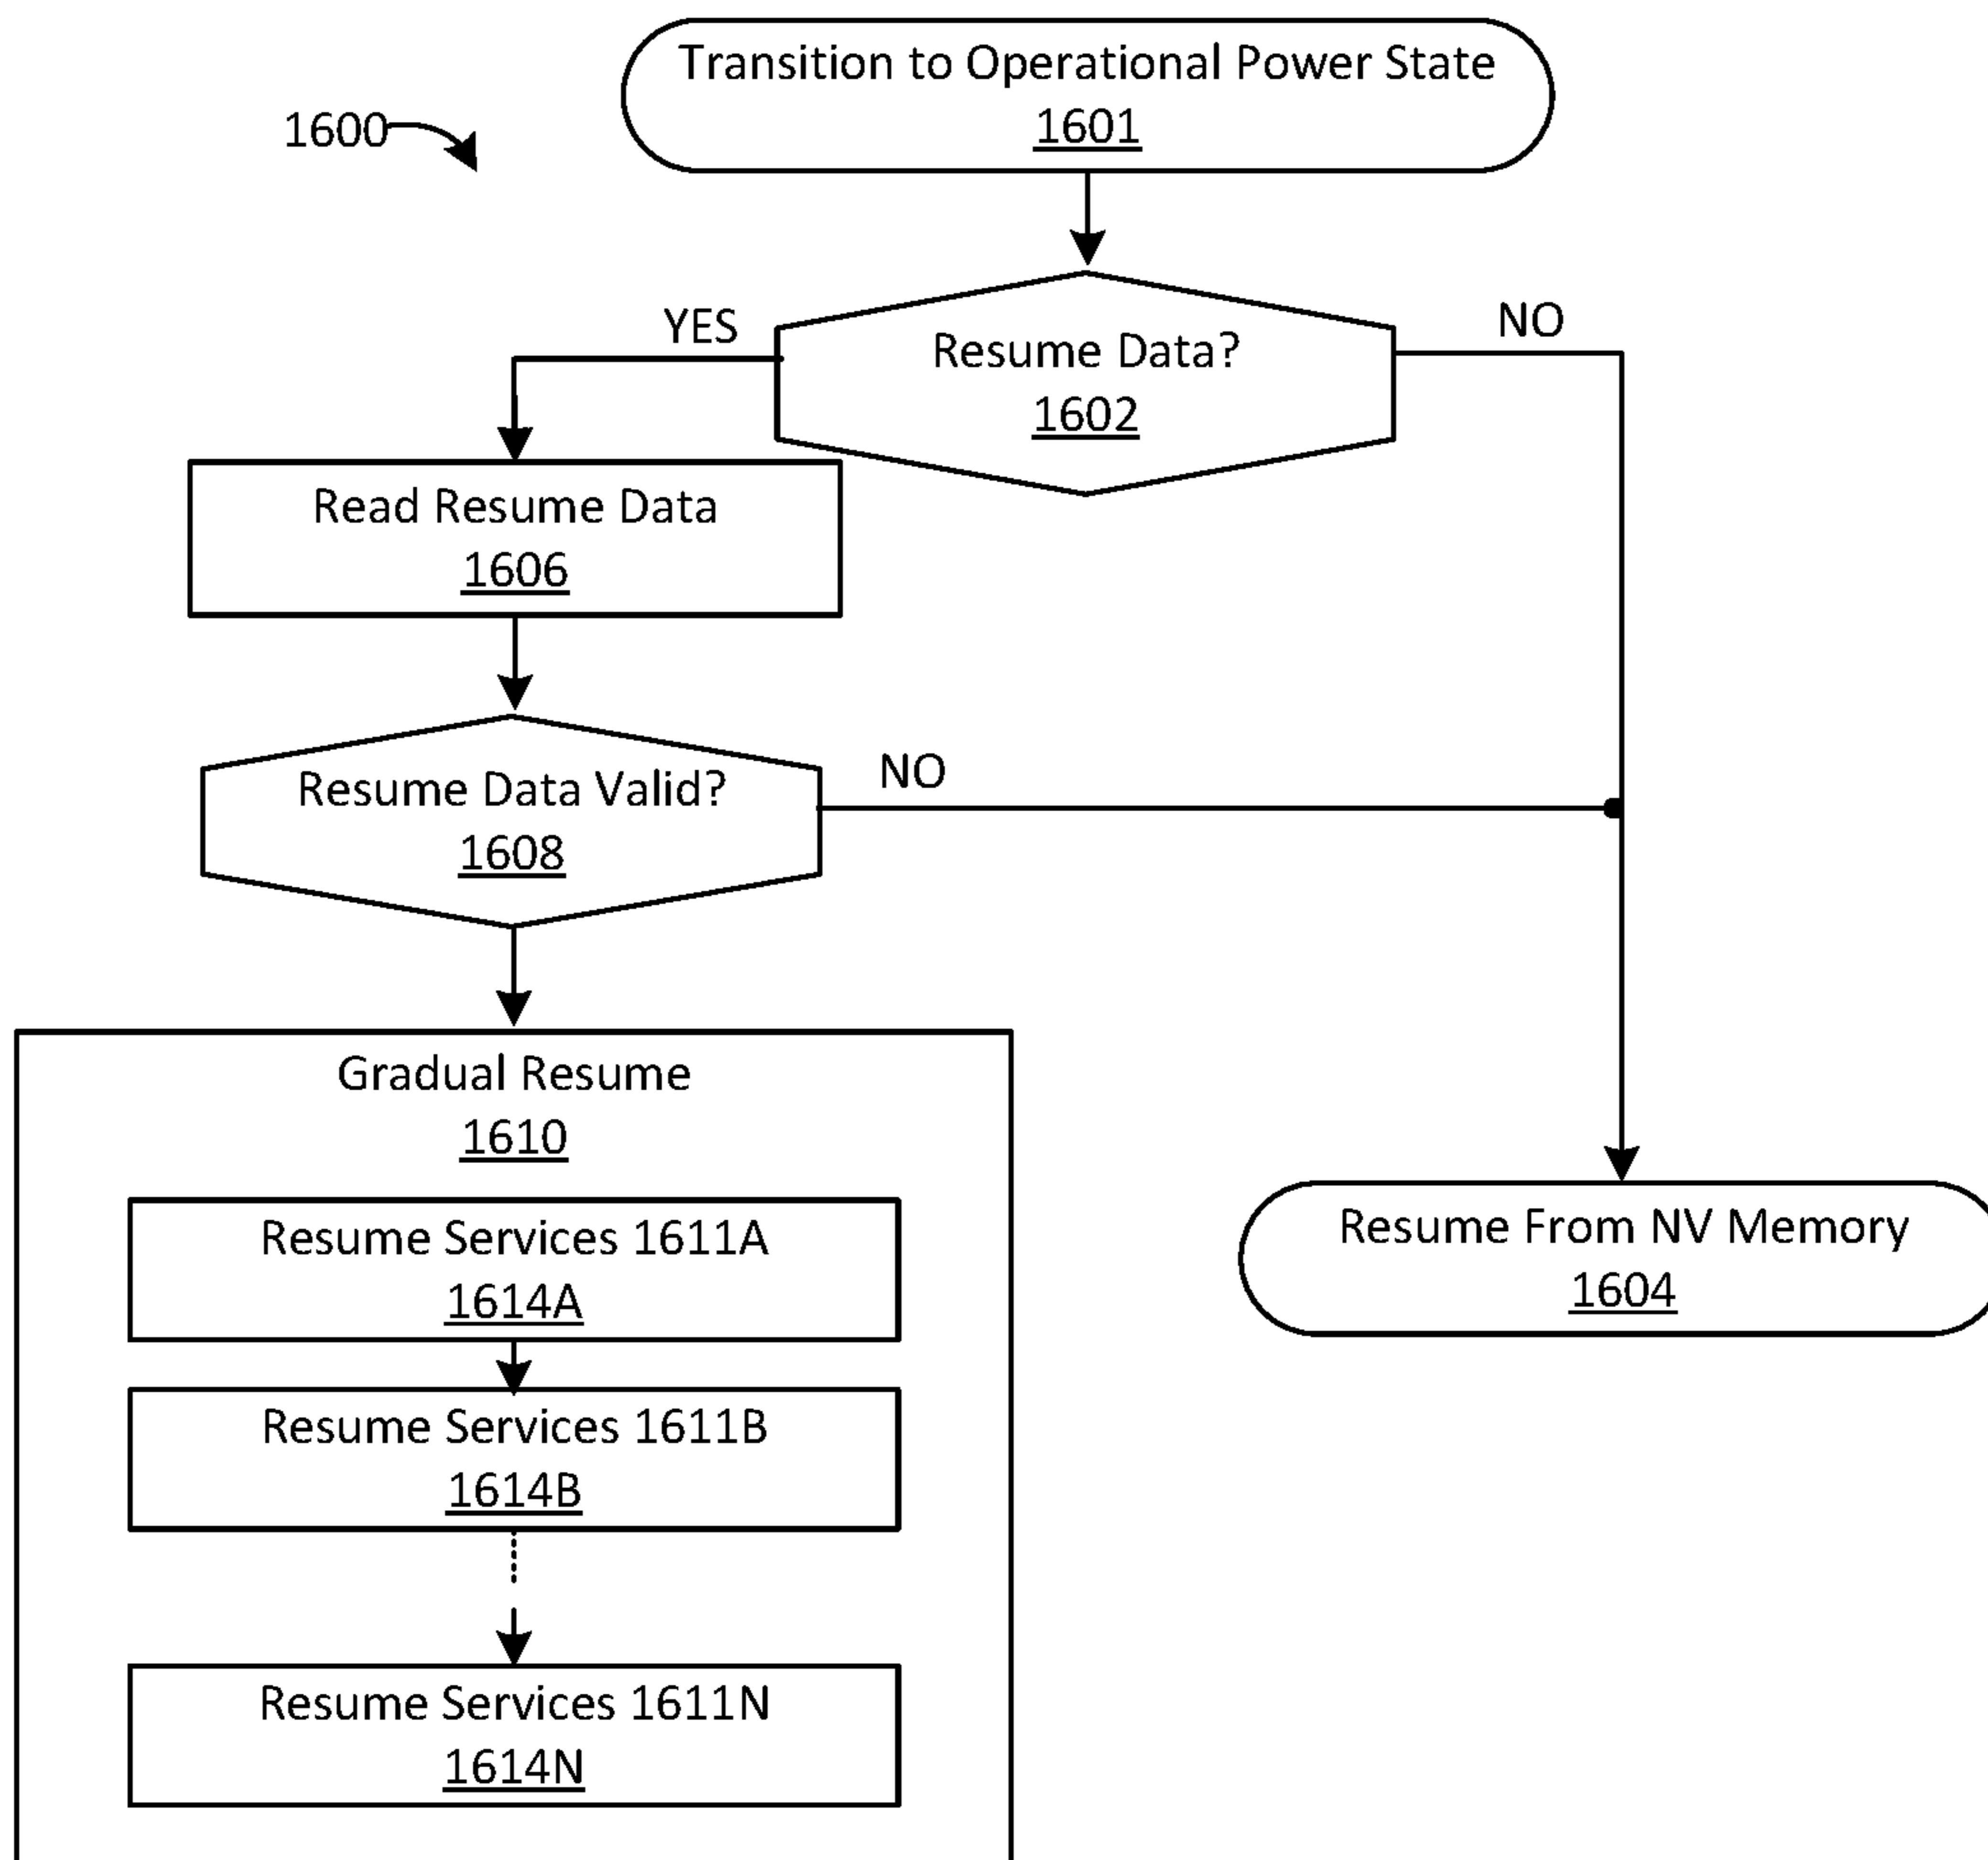 Transition to Operational Power State
1601
1600
YES
NO
Resume Data?
1602
Read Resume Data
1606
Resume Data Valid?
1608
NO
Gradual Resume
1610
Resume Services 1611A
1614A
Resume From NV Memory
1604
Resume Services 1611B
1614B
Resume Services 1611N
1614N